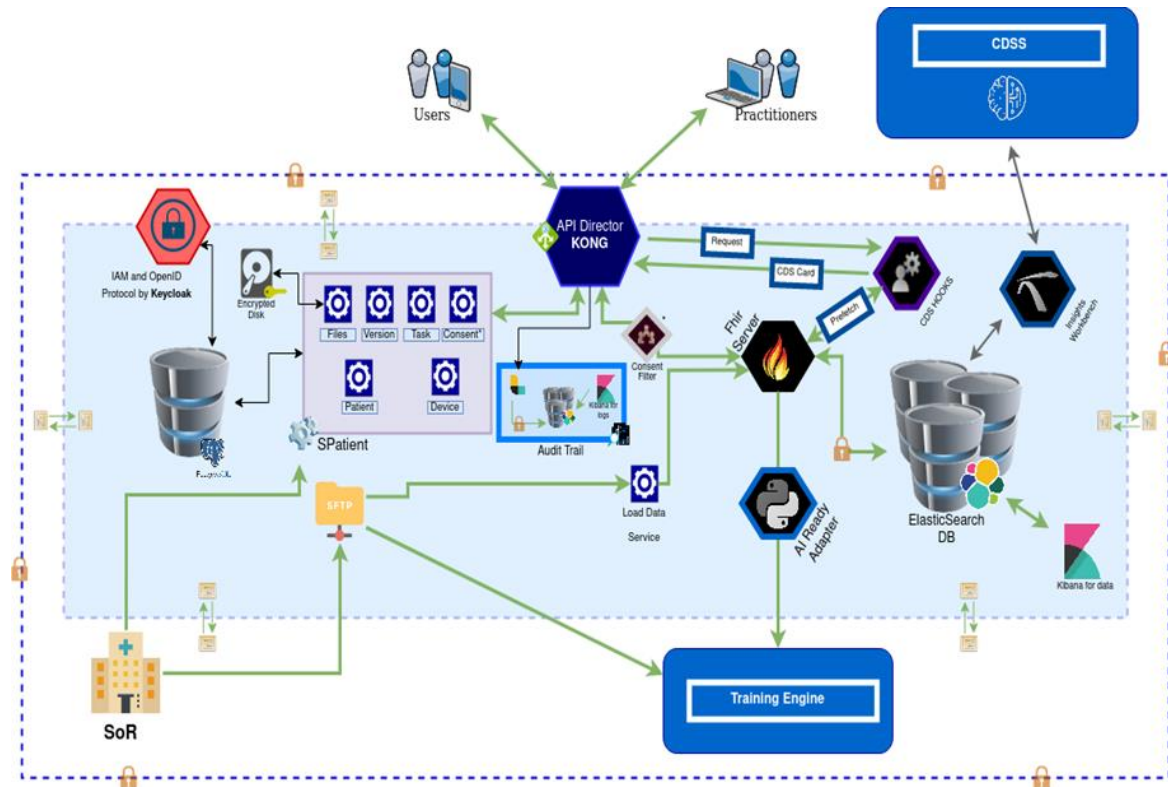 CDSS
Users
Practitioners
API Director
KONG
Request
CDS Card
CDS HOOKS
Prefetch
Insights
Workbench
IAM and OpenID
Protocol by Keycloak
Encrypted
Disk
Files
Version
Task
Consent*
Patient
Device
SPatient
Kibana for
logs
Audit Trail
*
Consent
Filter
Fhir
Server
SFTP
Load Data
Service
AI Ready
Adapter
ElasticSearch
DB
Kibana for data
SoR
Training Engine